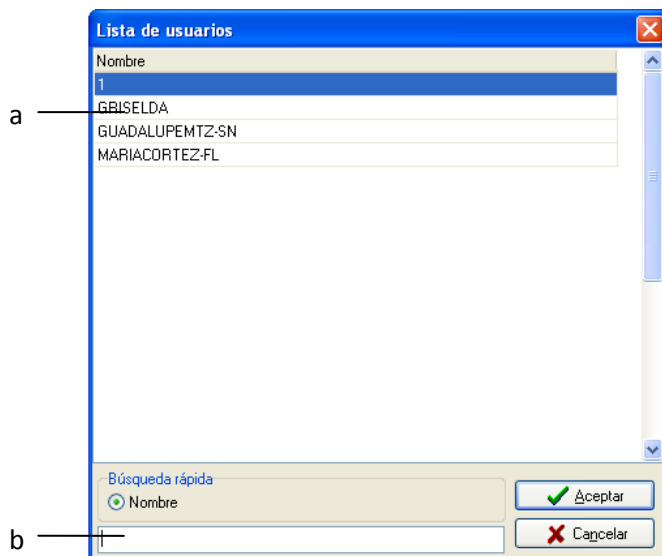 Lista de usuarios
Nombre
1
a
GRISELDA
GUADALUPEMTZ-SN
MARIACORTEZ-FL
Búsqueda rápida
Nombre
Aceptar
b
Cancelar